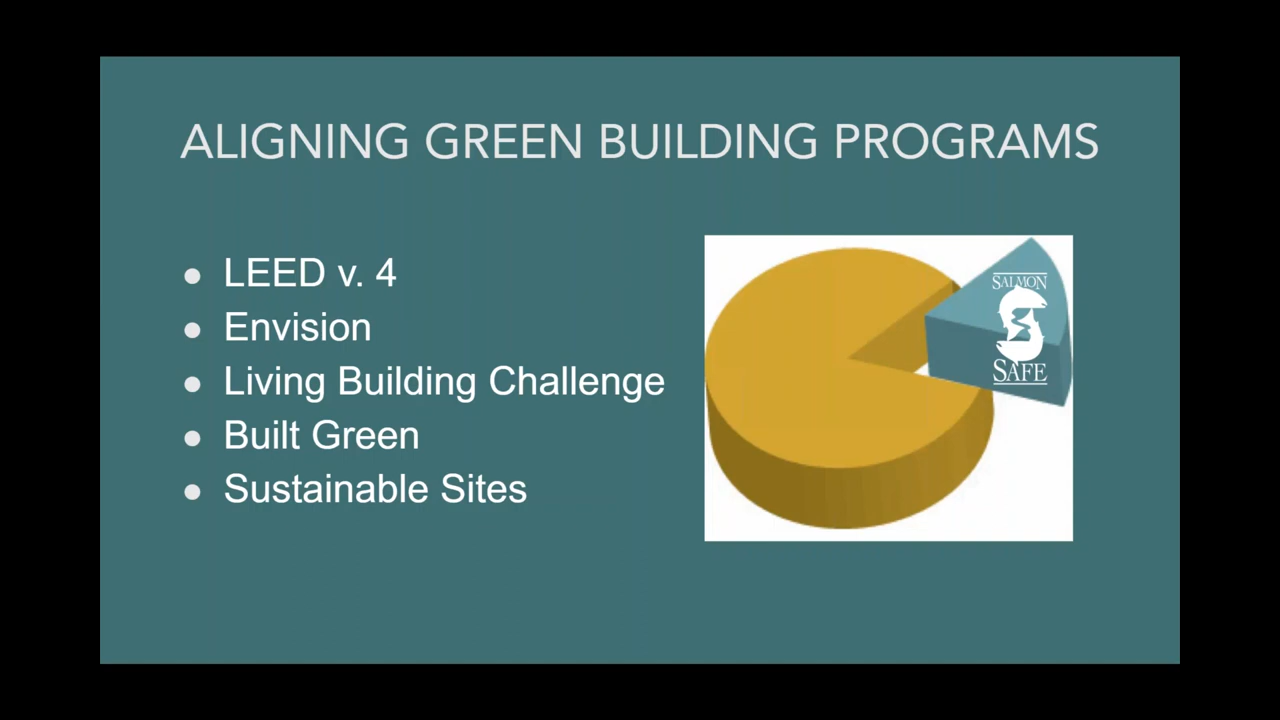 ALIGNING GREEN BUILDING PROGRAMS
● LEED v. 4
● Envision
● Living Building Challenge
● Built Green
● Sustainable Sites
SALMON
SAFE